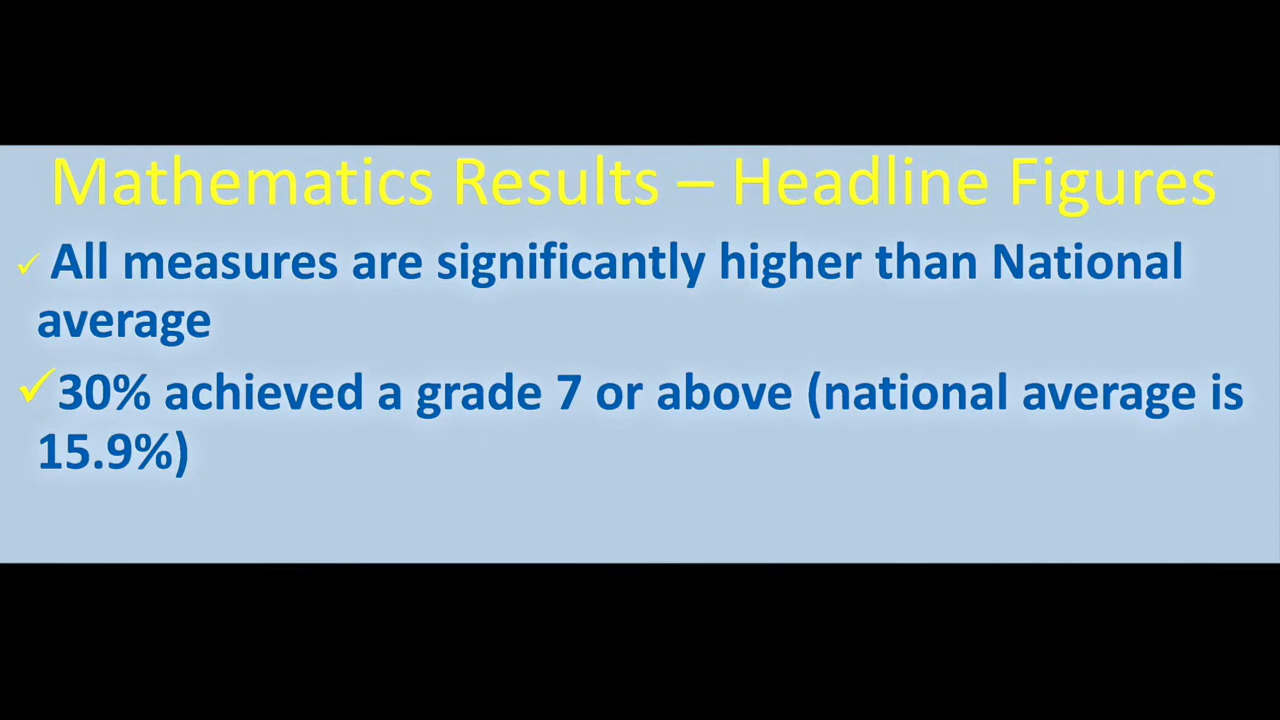 Mathematics Results – Headline Figures
✓ All measures are significantly higher than National
average
✓30% achieved a grade 7 or above (national average is
15.9%)